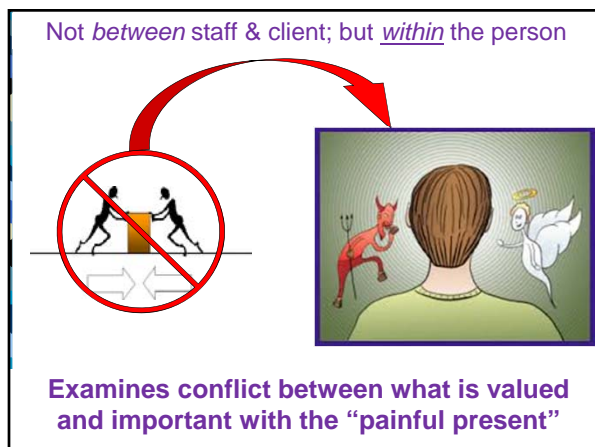 Not between staff & client; but within the person
Examines conflict between what is valued
and important with the “painful present”